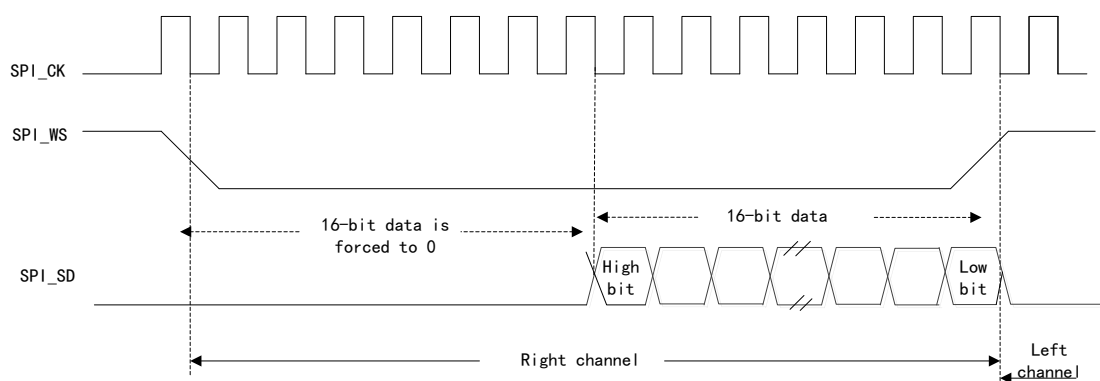 SPI_CK
SPI_WS
16-bit data is
forced to 0
16-bit data
SPI_SD
High
bit
Low
bit
Right channel
Left
channel